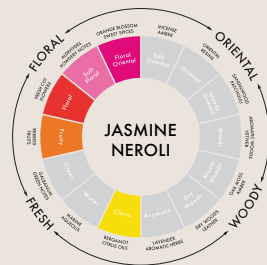 FLORAL
ORIENTAL
WOODY
FRESH
ORANGE BLOSSOM
SWEET SPICES
INCENSE
AMBER
ORIENTAL
RESINS
SANDALWOOD
PATCHOULI
AROMATIC WOODS
VETIVER
OAK MOSS
AMBER
DRY WOODS
LEATHER
LAVENDER
AROMATIC HERBS
BERGAMOT
CITRUS OILS
MARINE
AQUEOUS
GALBANUM
GREEN NOTES
BERRIES
FRUITS
FRESH CUT
FLOWERS
ALDEHYDES
POWDERY NOTES
Floral
Oriental
Soft
Oriental
Oriental
Woody
Oriental
Woods
Mossy
Woods
Dry
Woods
Aromatic
Citrus
Water
Green
Fruity
Floral
Soft
Floral
JASMINE
NEROLI